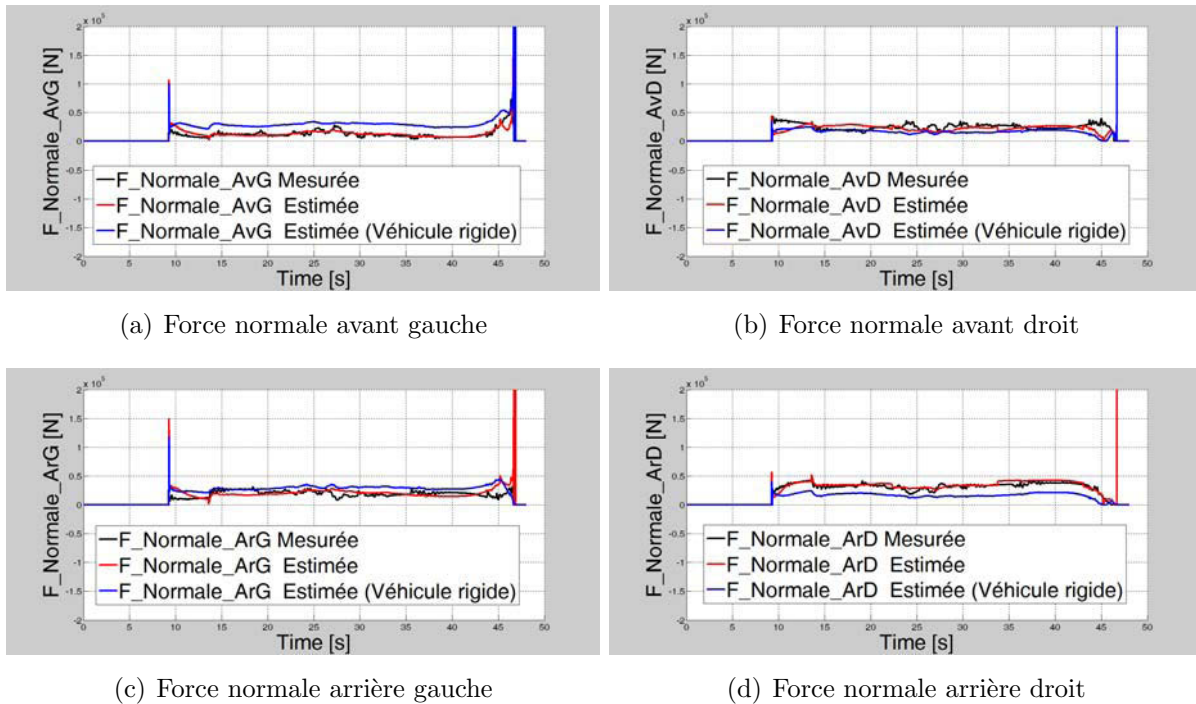 x 10⁵
2
1.5
1
0.5
0
-0.5
-1
-1.5
-2
F_Normale_AvG [N]
F_Normale_AvG Mesurée
F_Normale_AvG Estimée
F_Normale_AvG Estimée (Véhicule rigide)
0 5 10 15 20 25 30 35 40 45 50
Time [s]
(a) Force normale avant gauche
x 10⁵
2
1.5
1
0.5
0
-0.5
-1
-1.5
-2
F_Normale_AvD [N]
F_Normale_AvD Mesurée
F_Normale_AvD Estimée
F_Normale_AvD Estimée (Véhicule rigide)
0 5 10 15 20 25 30 35 40 45 50
Time [s]
(b) Force normale avant droit
x 10⁵
2
1.5
1
0.5
0
-0.5
-1
-1.5
-2
F_Normale_ArG [N]
F_Normale_ArG Mesurée
F_Normale_ArG Estimée
F_Normale_ArG Estimée (Véhicule rigide)
0 5 10 15 20 25 30 35 40 45 50
Time [s]
(c) Force normale arrière gauche
x 10⁵
2
1.5
1
0.5
0
-0.5
-1
-1.5
-2
F_Normale_ArD [N]
F_Normale_ArD Mesurée
F_Normale_ArD Estimée
F_Normale_ArD Estimée (Véhicule rigide)
0 5 10 15 20 25 30 35 40 45 50
Time [s]
(d) Force normale arrière droit